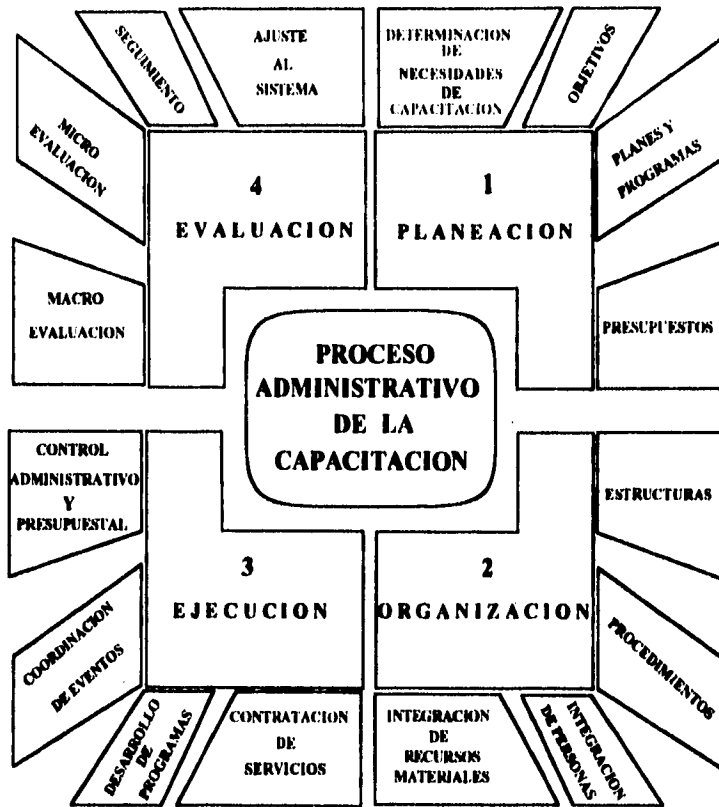 PROCESO
ADMINISTRATIVO
DE LA
CAPACITACION
1
PLANEACION
DETERMINACION
DE
NECESIDADES
DE
CAPACITACION
OBJETIVOS
PLANES Y
PROGRAMAS
PRESUPUESTOS
2
ORGANIZACION
ESTRUCTURAS
PROCEDIMIENTOS
INTEGRACION
DE PERSONAS
INTEGRACION
DE
RECURSOS
MATERIALES
3
EJECUCION
CONTRATACION
DE
SERVICIOS
DESARROLLO
DE
PROGRAMAS
COORDINACION
DE EVENTOS
CONTROL
ADMINISTRATIVO
Y
PRESUPUESTAL
4
EVALUACION
MACRO
EVALUACION
MICRO
EVALUACION
SEGUIMIENTO
AJUSTE
AL
SISTEMA